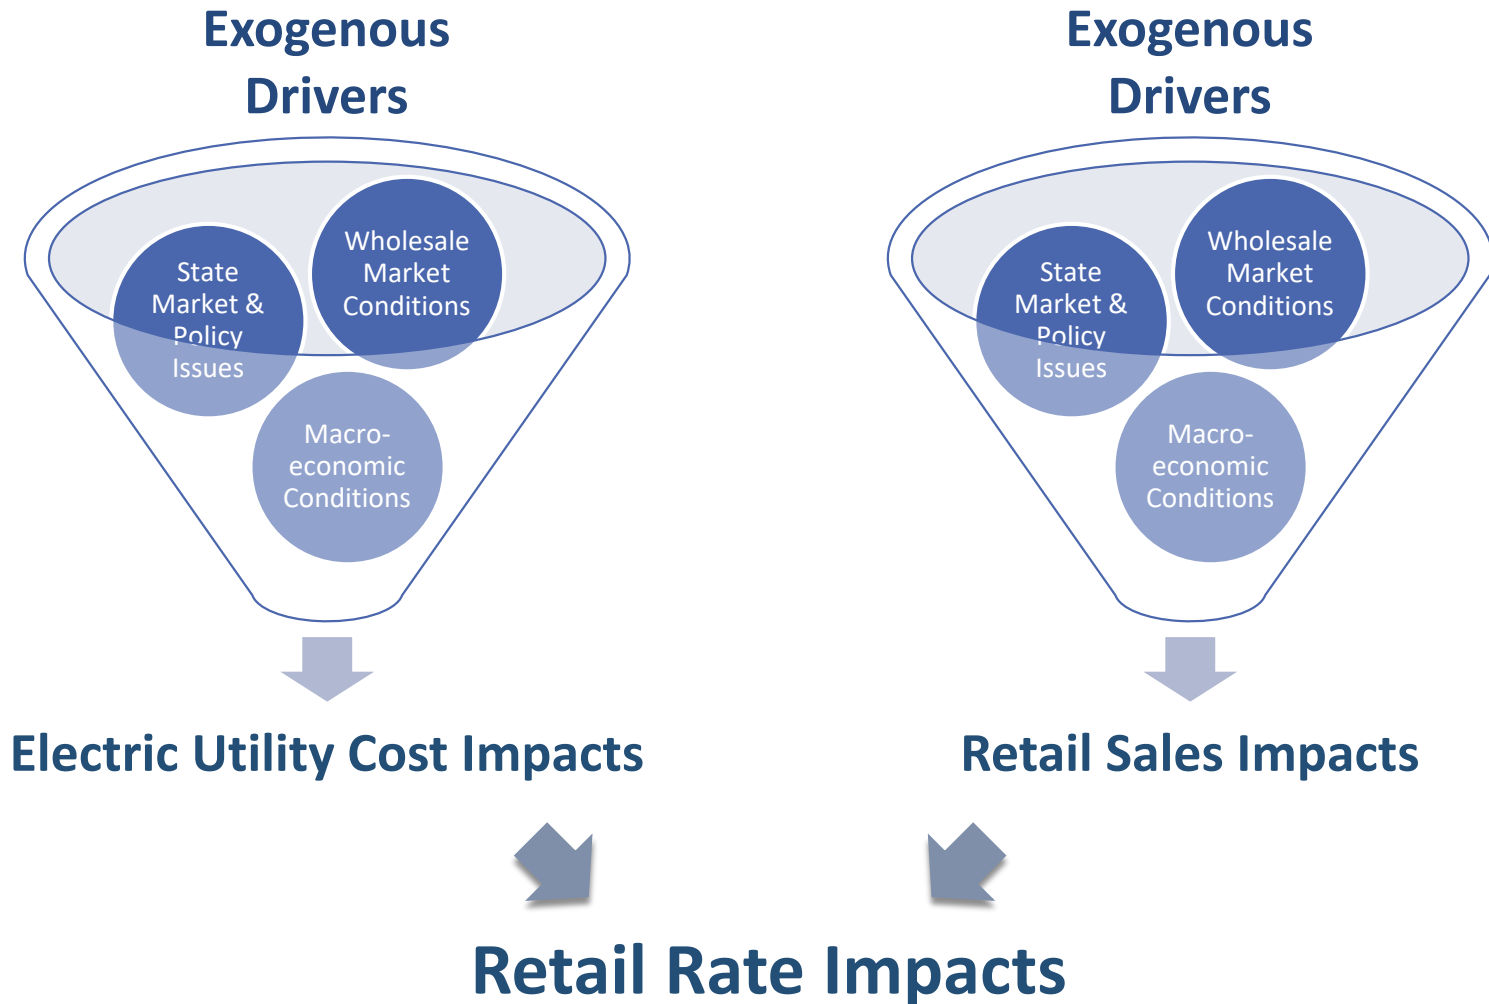 Exogenous
Drivers
State
Market &
Policy
Issues
Wholesale
Market
Conditions
Macro-
economic
Conditions
Electric Utility Cost Impacts
Exogenous
Drivers
State
Market &
Policy
Issues
Wholesale
Market
Conditions
Macro-
economic
Conditions
Retail Sales Impacts
Retail Rate Impacts